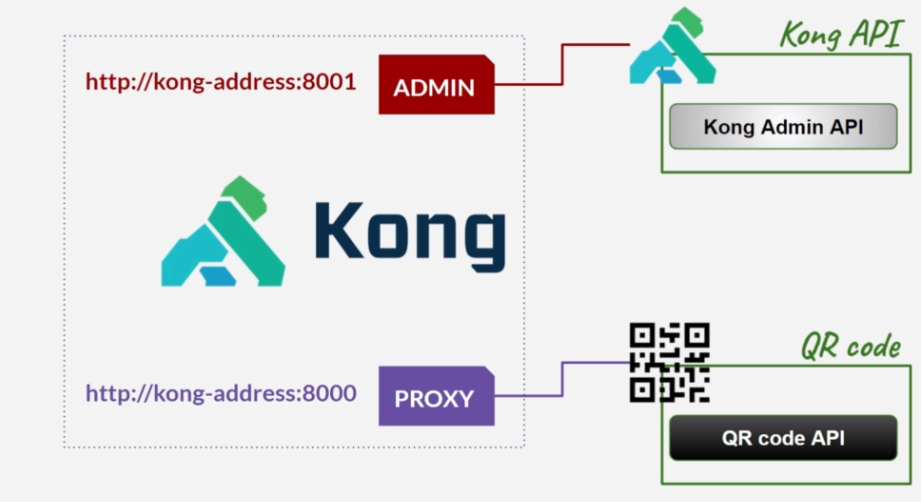 Kong API
http://kong-address:8001
ADMIN
Kong Admin API
Kong
QR code
http://kong-address:8000
PROXY
QR code API